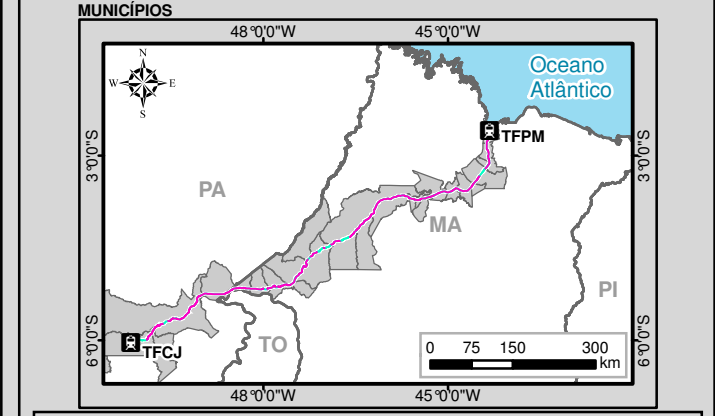 MUNICÍPIOS
48°0'0"W 45°0'0"W
N
W E
S
Oceano
Atlântico
TFPM
3°0'0"S 3°0'0"S
PA
MA
PI
TO
TFCJ
6°0'0"S 6°0'0"S
0 75 150 300
km
48°0'0"W 45°0'0"W